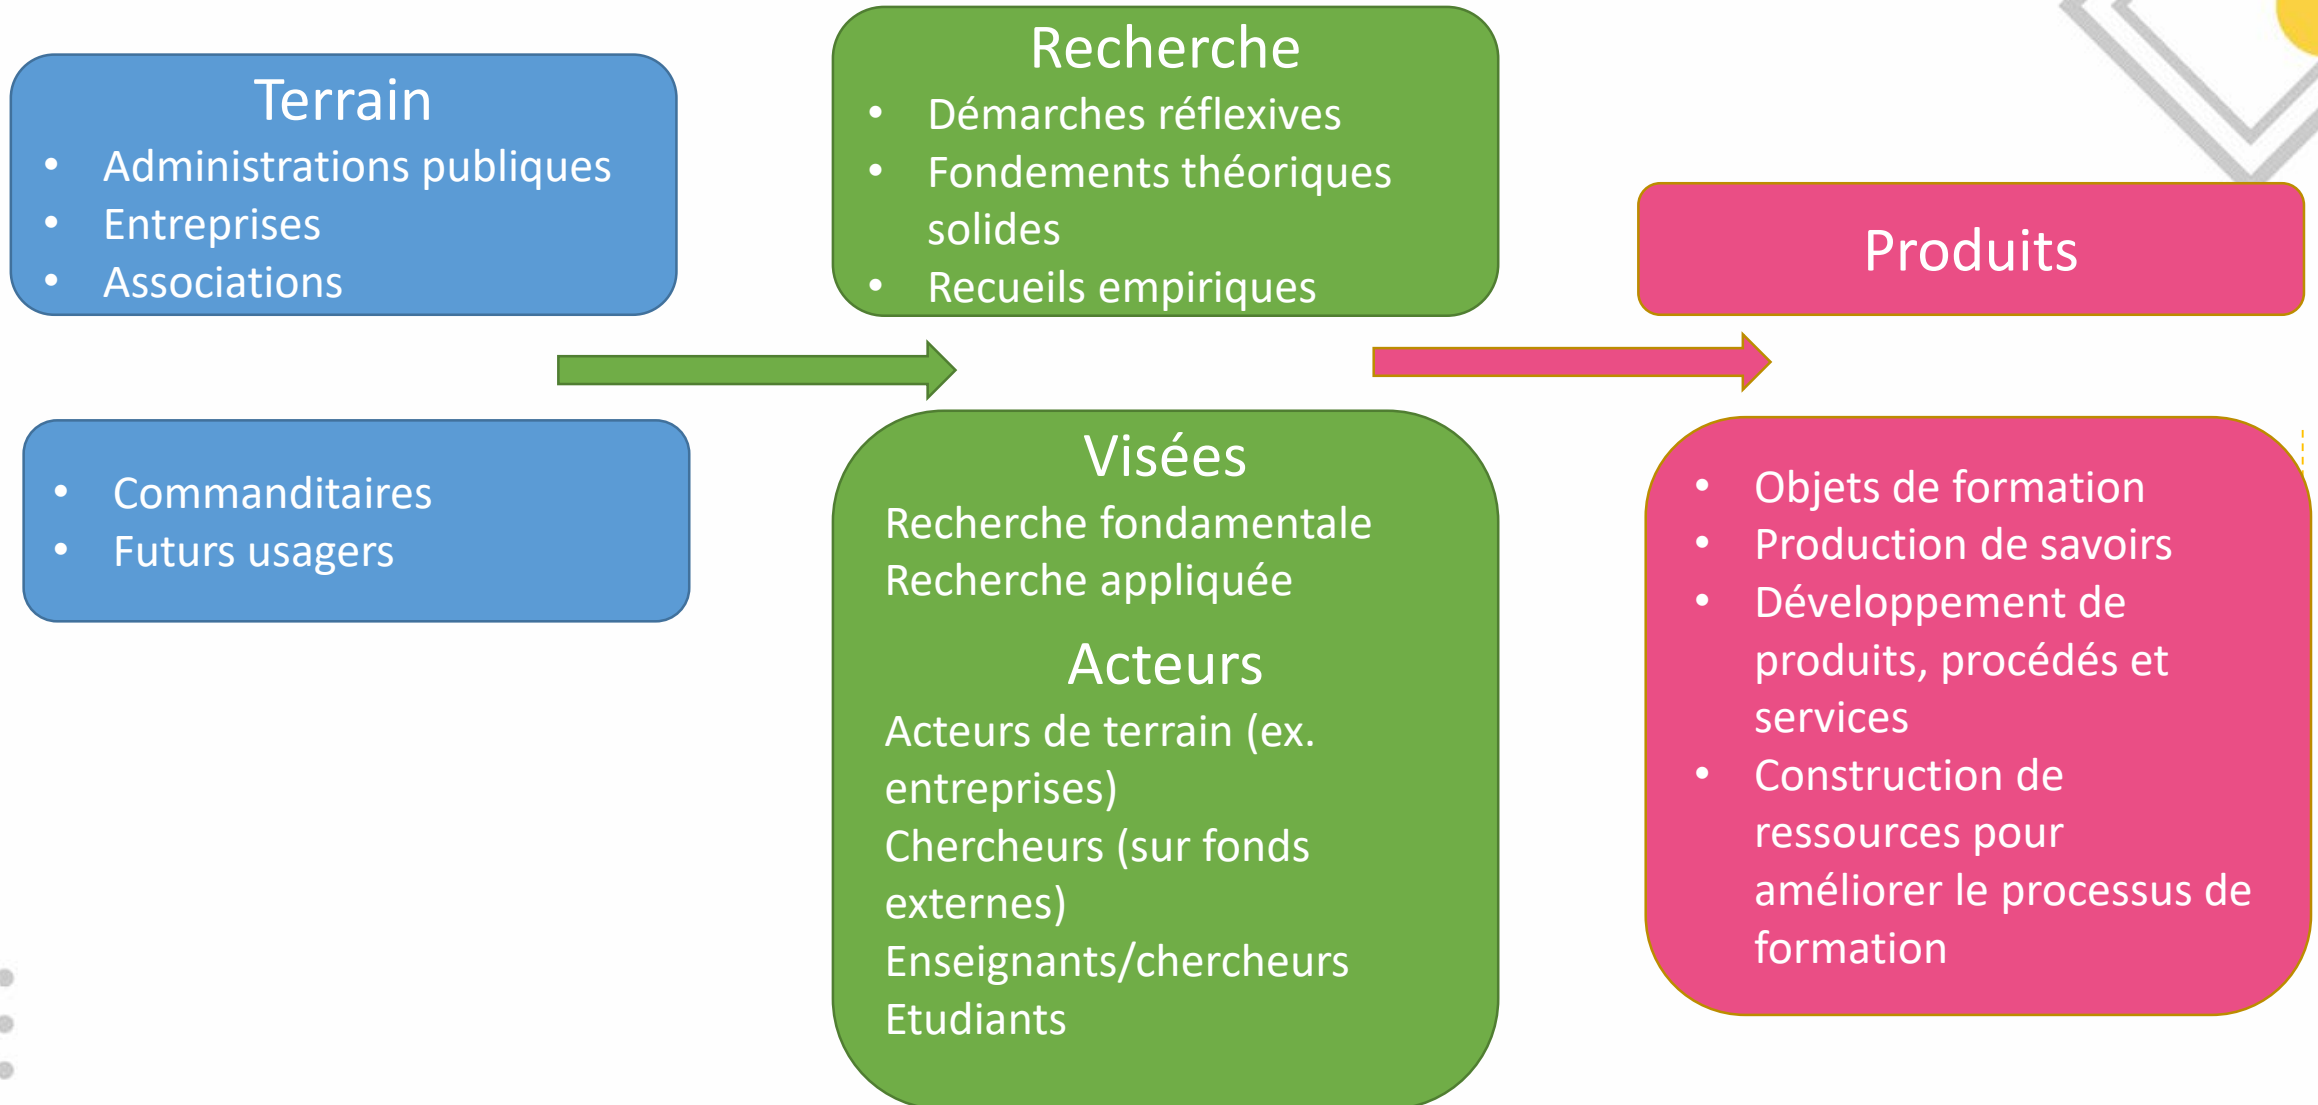 Terrain
• Administrations publiques
• Entreprises
• Associations
• Commanditaires
• Futurs usagers
Recherche
• Démarches réflexives
• Fondements théoriques
solides
• Recueils empiriques
Visées
Recherche fondamentale
Recherche appliquée
Acteurs
Acteurs de terrain (ex.
entreprises)
Chercheurs (sur fonds
externes)
Enseignants/chercheurs
Etudiants
Produits
• Objets de formation
• Production de savoirs
• Développement de
produits, procédés et
services
• Construction de
ressources pour
améliorer le processus de
formation